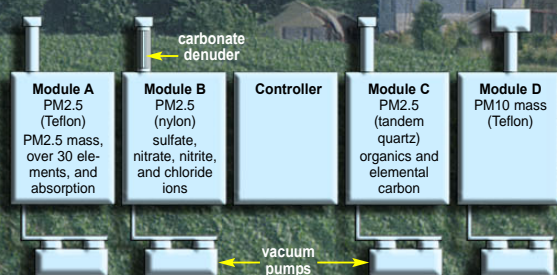 carbonate
denuder
Module A
PM2.5
(Teflon)
PM2.5 mass,
over 30 ele-
ments, and
absorption
Module B
PM2.5
(nylon)
sulfate,
nitrate, nitrite,
and chloride
ions
Controller
Module C
PM2.5
(tandem
quartz)
organics and
elemental
carbon
Module D
PM10 mass
(Teflon)
vacuum
pumps